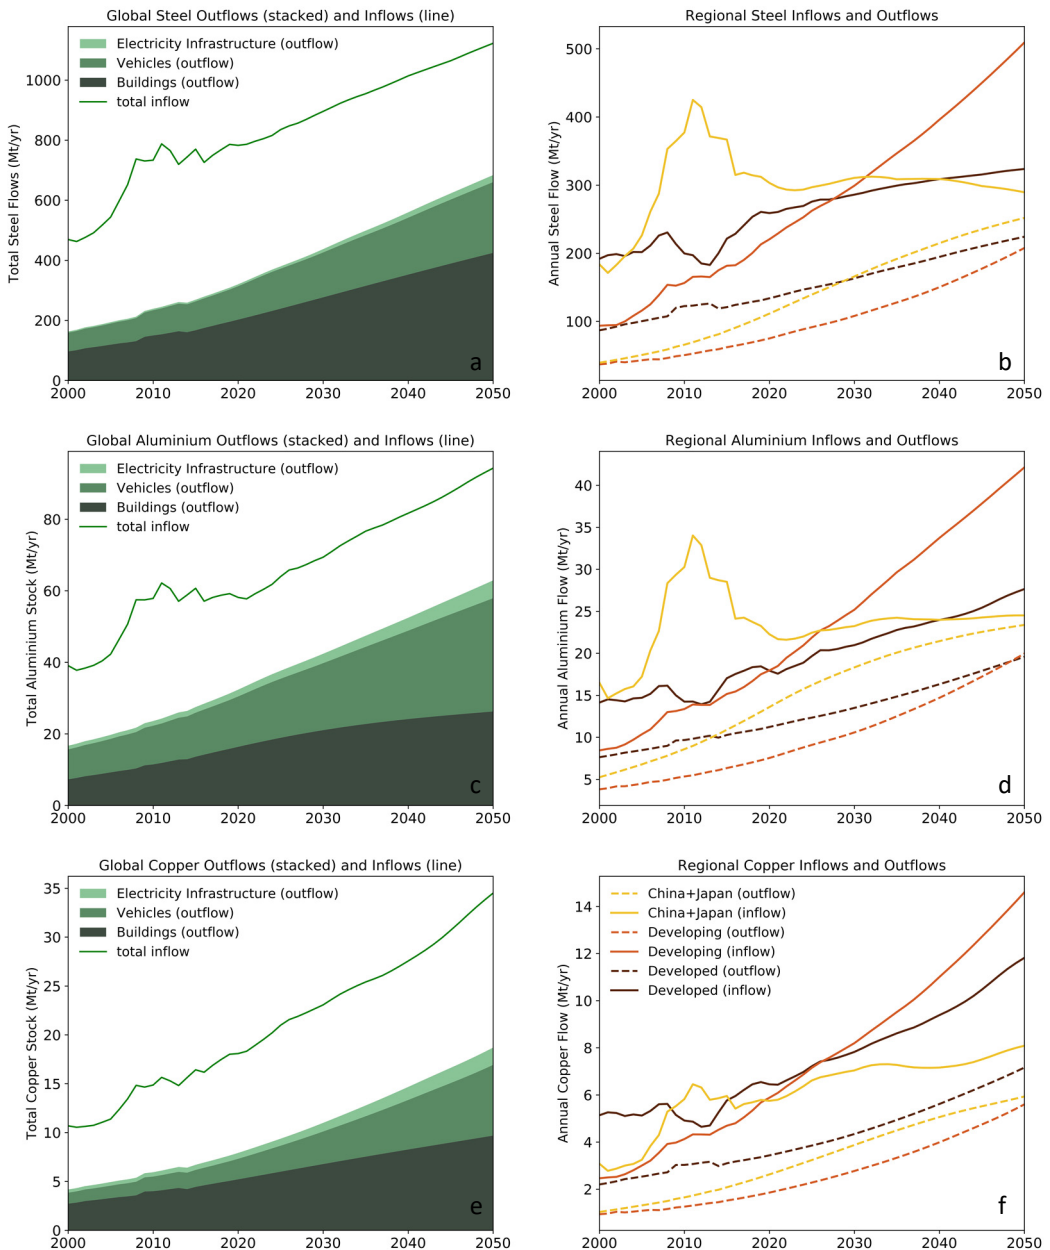 Global Steel Outflows (stacked) and Inflows (line)
Electricity Infrastructure (outflow)
Vehicles (outflow)
Buildings (outflow)
total inflow
Total Steel Flows (Mt/yr)
1000
800
600
400
200
0
2000 2010 2020 2030 2040 2050
a
Regional Steel Inflows and Outflows
Annual Steel Flow (Mt/yr)
500
400
300
200
100
2000 2010 2020 2030 2040 2050
b
Global Aluminium Outflows (stacked) and Inflows (line)
Electricity Infrastructure (outflow)
Vehicles (outflow)
Buildings (outflow)
total inflow
Total Aluminium Stock (Mt/yr)
80
60
40
20
0
2000 2010 2020 2030 2040 2050
c
Regional Aluminium Inflows and Outflows
Annual Aluminium Flow (Mt/yr)
40
35
30
25
20
15
10
5
2000 2010 2020 2030 2040 2050
d
Global Copper Outflows (stacked) and Inflows (line)
Electricity Infrastructure (outflow)
Vehicles (outflow)
Buildings (outflow)
total inflow
Total Copper Stock (Mt/yr)
35
30
25
20
15
10
5
0
2000 2010 2020 2030 2040 2050
e
Regional Copper Inflows and Outflows
China+Japan (outflow)
China+Japan (inflow)
Developing (outflow)
Developing (inflow)
Developed (outflow)
Developed (inflow)
Annual Copper Flow (Mt/yr)
14
12
10
8
6
4
2
2000 2010 2020 2030 2040 2050
f